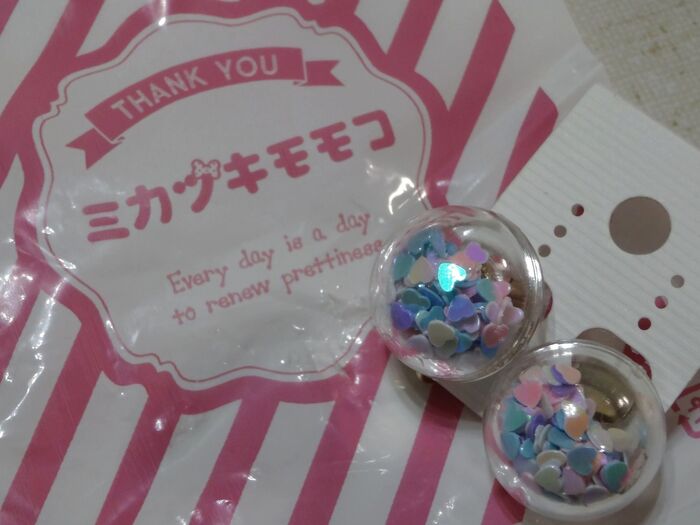 THANK YOU
ミカヅキモモコ
Every day is a day
to renew prettiness